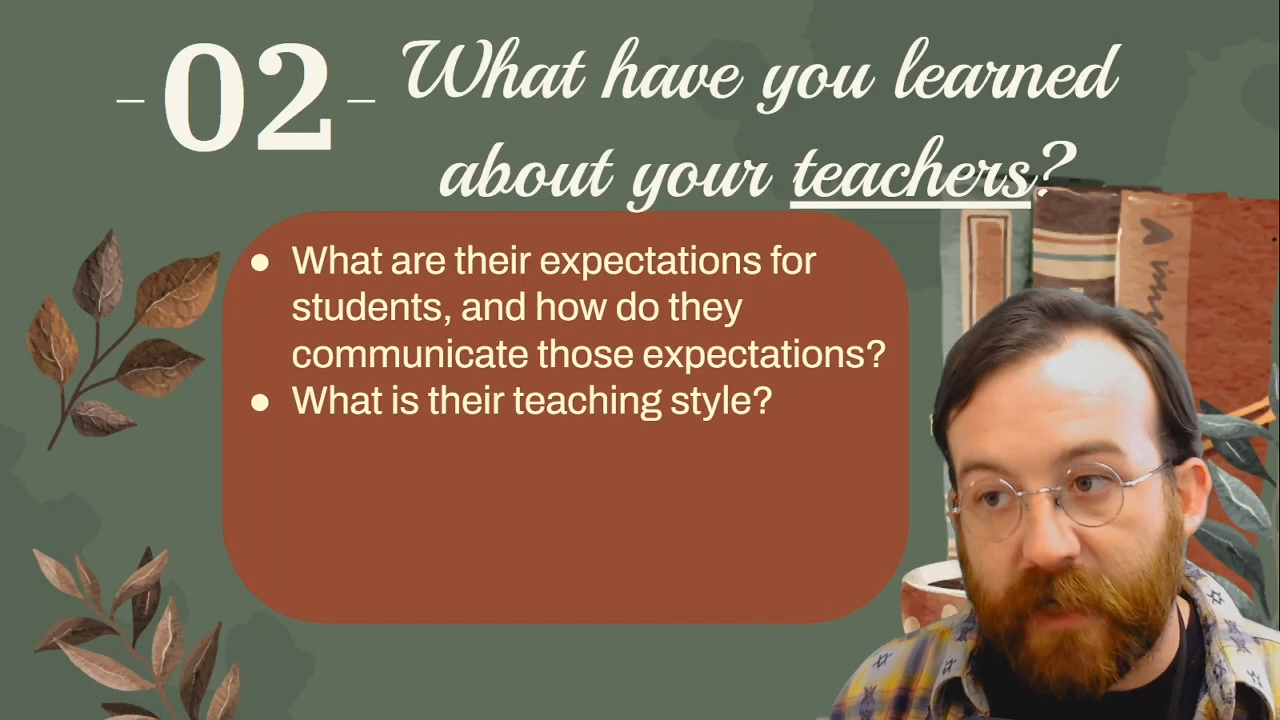 02
What have you learned
about your teachers?
● What are their expectations for
students, and how do they
communicate those expectations?
● What is their teaching style?